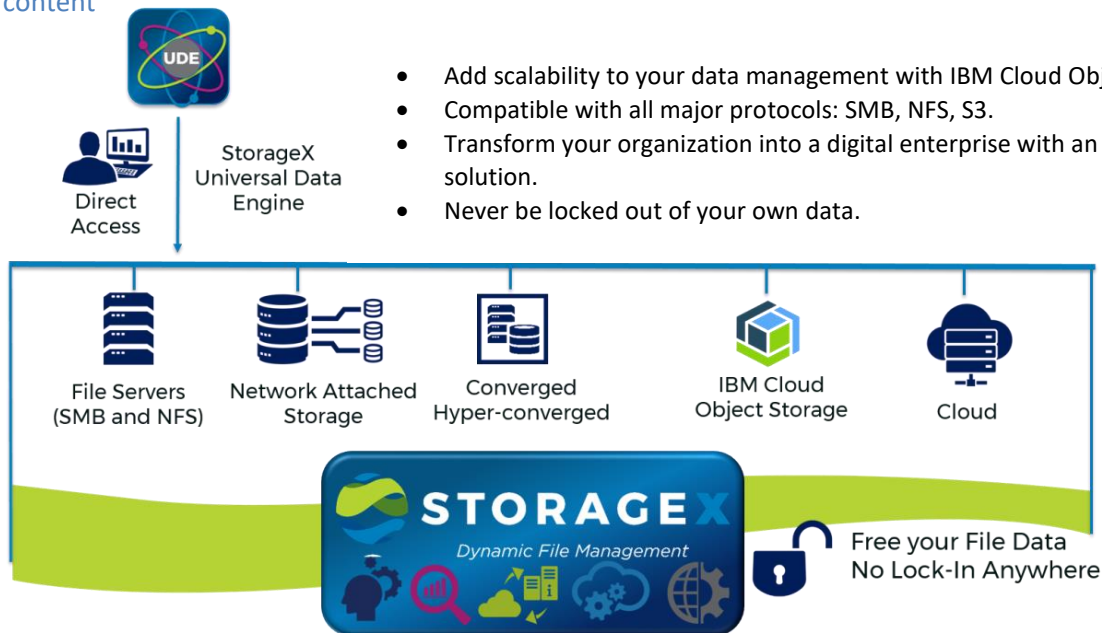 content
UDE
Direct
Access
StorageX
Universal Data
Engine
• Add scalability to your data management with IBM Cloud Obj
• Compatible with all major protocols: SMB, NFS, S3.
• Transform your organization into a digital enterprise with an
solution.
• Never be locked out of your own data.
File Servers
(SMB and NFS)
Network Attached
Storage
Converged
Hyper-converged
IBM Cloud
Object Storage
Cloud
STORAGEX
Dynamic File Management
Free your File Data
No Lock-In Anywhere